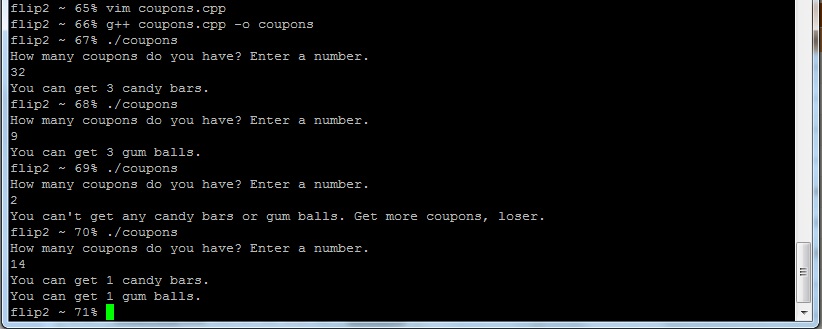 flip2 ~ 65% vim coupons.cpp
flip2 ~ 66% g++ coupons.cpp -o coupons
flip2 ~ 67% ./coupons
How many coupons do you have? Enter a number.
32
You can get 3 candy bars.
flip2 ~ 68% ./coupons
How many coupons do you have? Enter a number.
9
You can get 3 gum balls.
flip2 ~ 69% ./coupons
How many coupons do you have? Enter a number.
2
You can't get any candy bars or gum balls. Get more coupons, loser.
flip2 ~ 70% ./coupons
How many coupons do you have? Enter a number.
14
You can get 1 candy bars.
You can get 1 gum balls.
flip2 ~ 71%